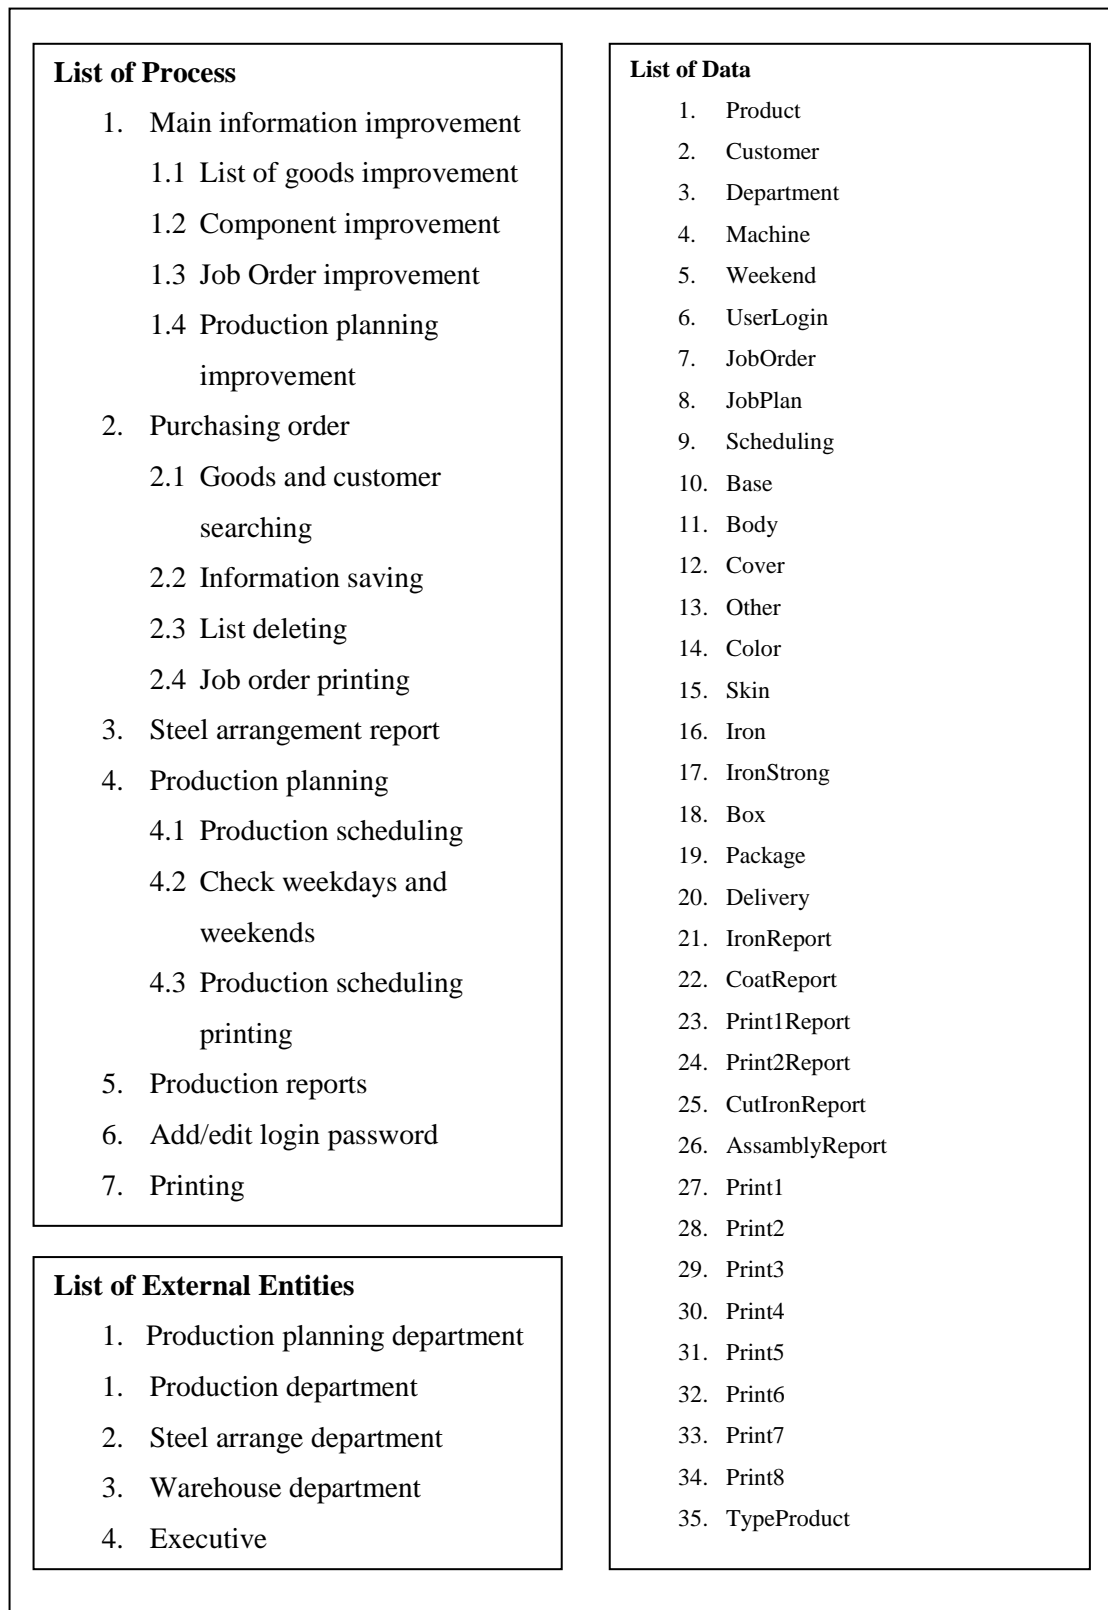 List of Process
1. Main information improvement
1.1 List of goods improvement
1.2 Component improvement
1.3 Job Order improvement
1.4 Production planning
improvement
2. Purchasing order
2.1 Goods and customer
searching
2.2 Information saving
2.3 List deleting
2.4 Job order printing
3. Steel arrangement report
4. Production planning
4.1 Production scheduling
4.2 Check weekdays and
weekends
4.3 Production scheduling
printing
5. Production reports
6. Add/edit login password
7. Printing
List of External Entities
1. Production planning department
1. Production department
2. Steel arrange department
3. Warehouse department
4. Executive
List of Data
1. Product
2. Customer
3. Department
4. Machine
5. Weekend
6. UserLogin
7. JobOrder
8. JobPlan
9. Scheduling
10. Base
11. Body
12. Cover
13. Other
14. Color
15. Skin
16. Iron
17. IronStrong
18. Box
19. Package
20. Delivery
21. IronReport
22. CoatReport
23. Print1Report
24. Print2Report
25. CutIronReport
26. AssamblyReport
27. Print1
28. Print2
29. Print3
30. Print4
31. Print5
32. Print6
33. Print7
34. Print8
35. TypeProduct